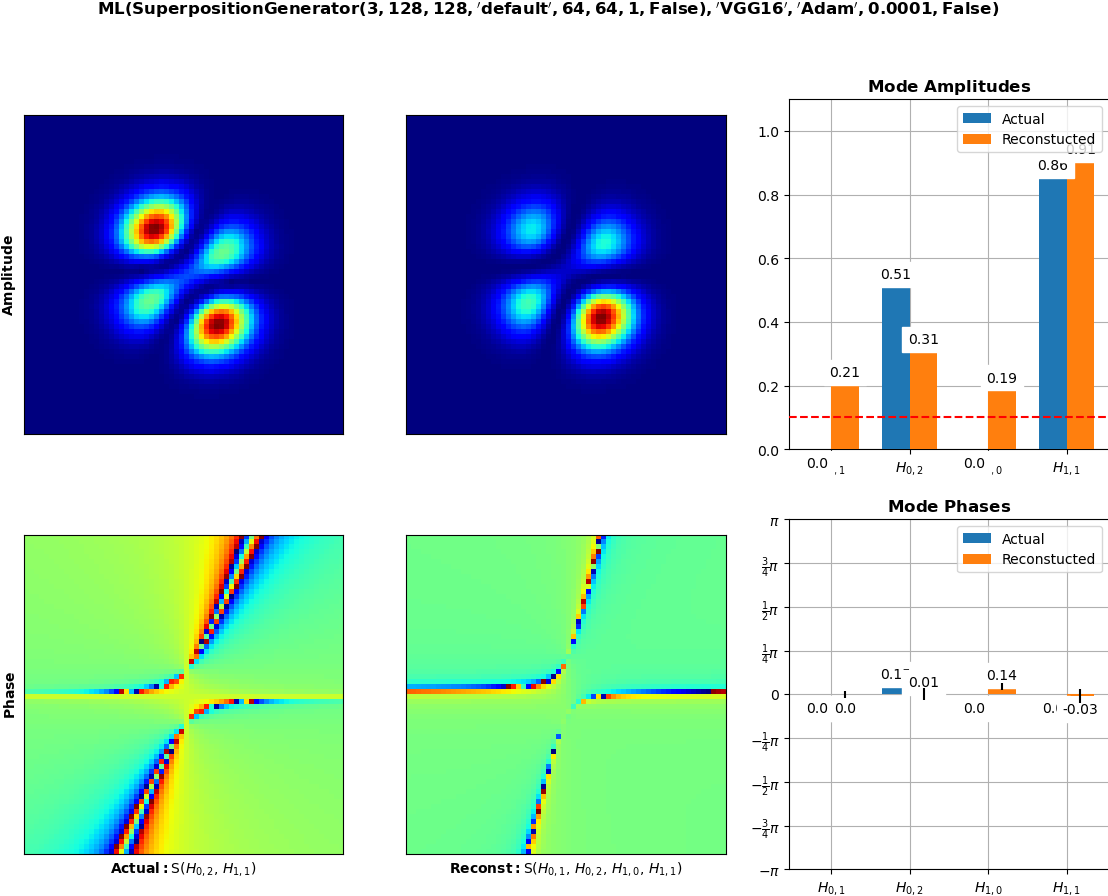 ML(SuperpositionGenerator(3, 128, 128, 'default', 64, 64, 1, False), 'VGG16', 'Adam', 0.0001, False)
Mode Amplitudes
Actual
Reconstucted
1.0
0.8
0.6
0.4
0.2
0.0
0.0
0.21
0.51
0.31
0.0
0.19
0.86
0.91
,1
H0,2
,0
H1,1
Amplitude
Mode Phases
Actual
Reconstucted
π
3/4π
1/2π
1/4π
0
−1/4π
−1/2π
−3/4π
−π
0.0
0.0
0.01
0.0
0.14
-0.03
H0,1
H0,2
H1,0
H1,1
Phase
Actual: S(H0,2, H1,1)
Reconst: S(H0,1, H0,2, H1,0, H1,1)